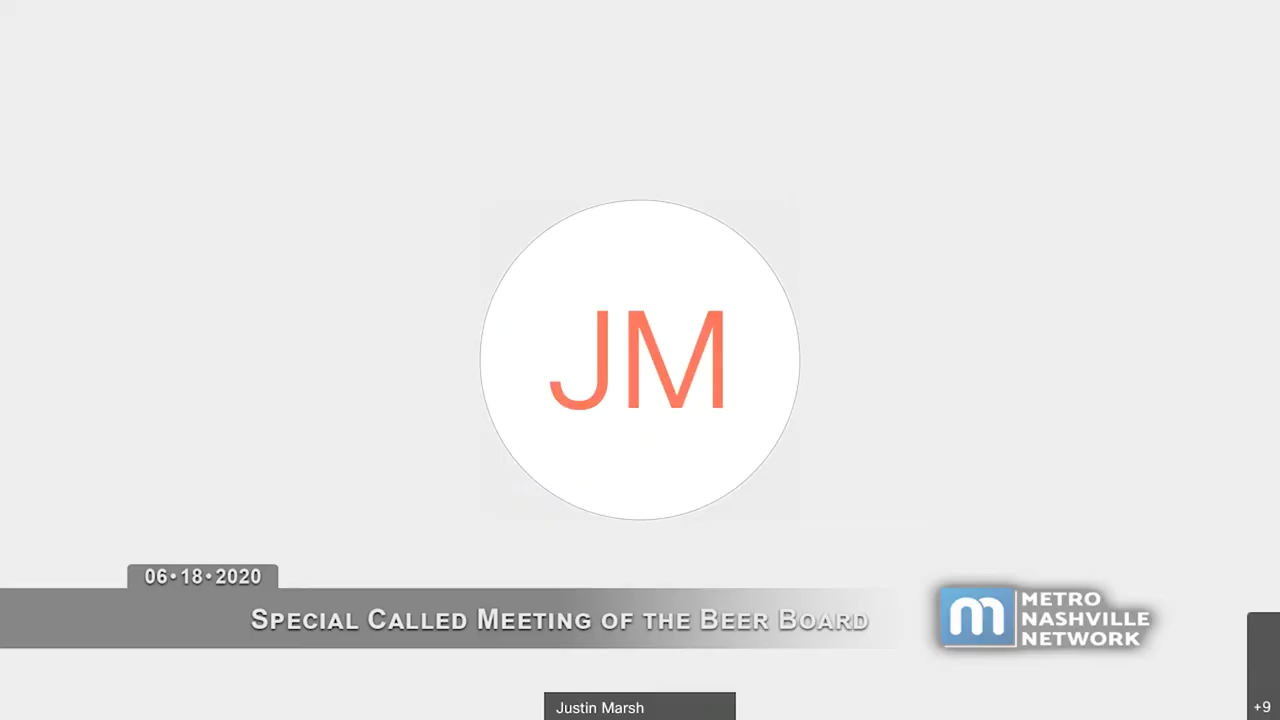 JM
06•18•2020
SPECIAL CALLED MEETING OF THE BEER BOARD
m METRO
NASHVILLE
NETWORK
Justin Marsh
+9